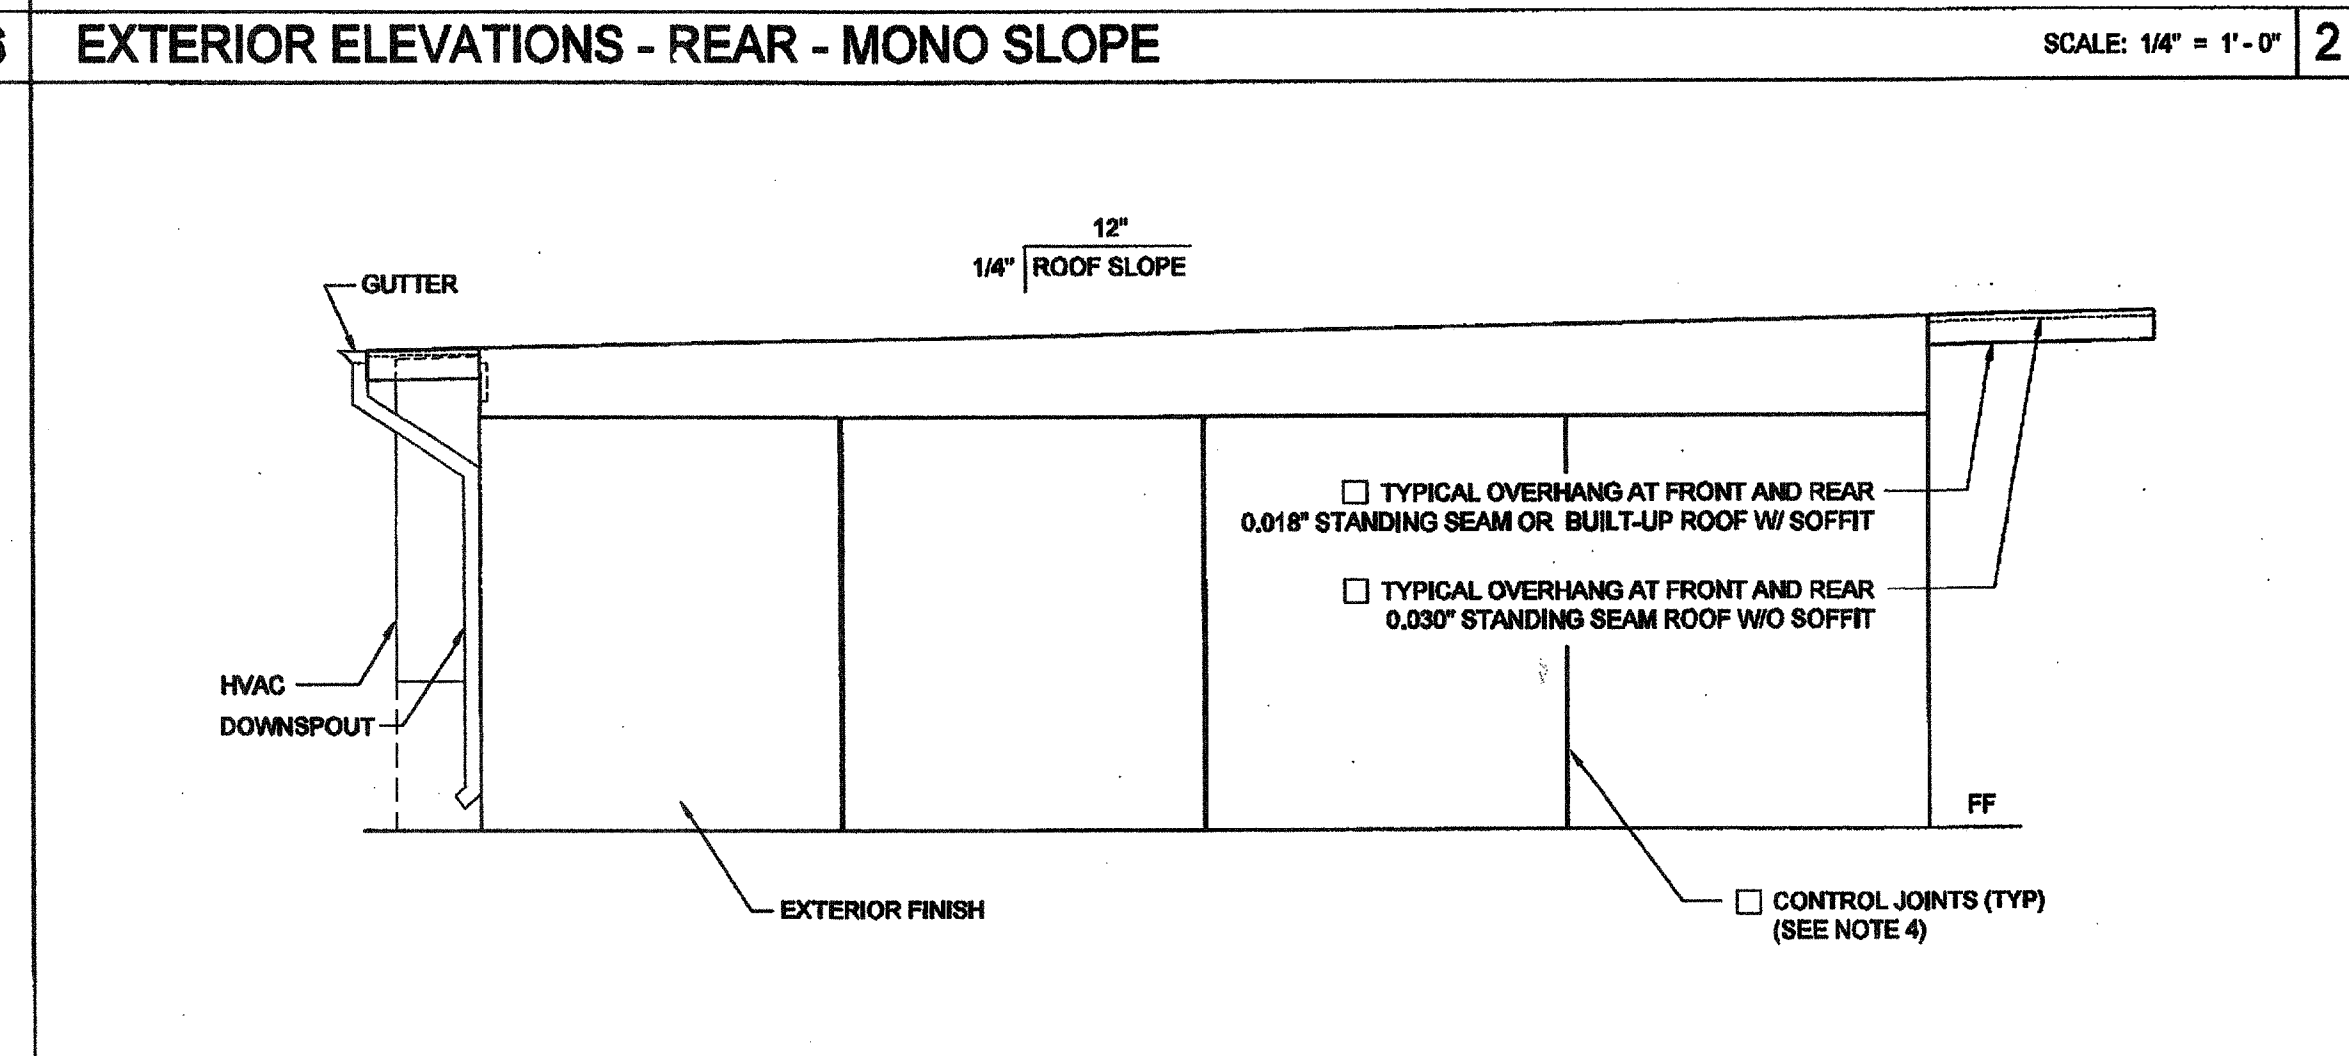 EXTERIOR ELEVATIONS - REAR - MONO SLOPE
SCALE: 1/4" = 1' - 0"
2
12"
1/4" ROOF SLOPE
GUTTER
☐ TYPICAL OVERHANG AT FRONT AND REAR
0.018" STANDING SEAM OR BUILT-UP ROOF W/ SOFFIT
☐ TYPICAL OVERHANG AT FRONT AND REAR
0.030" STANDING SEAM ROOF W/O SOFFIT
HVAC
DOWNSPOUT
FF
EXTERIOR FINISH
☐ CONTROL JOINTS (TYP)
(SEE NOTE 4)